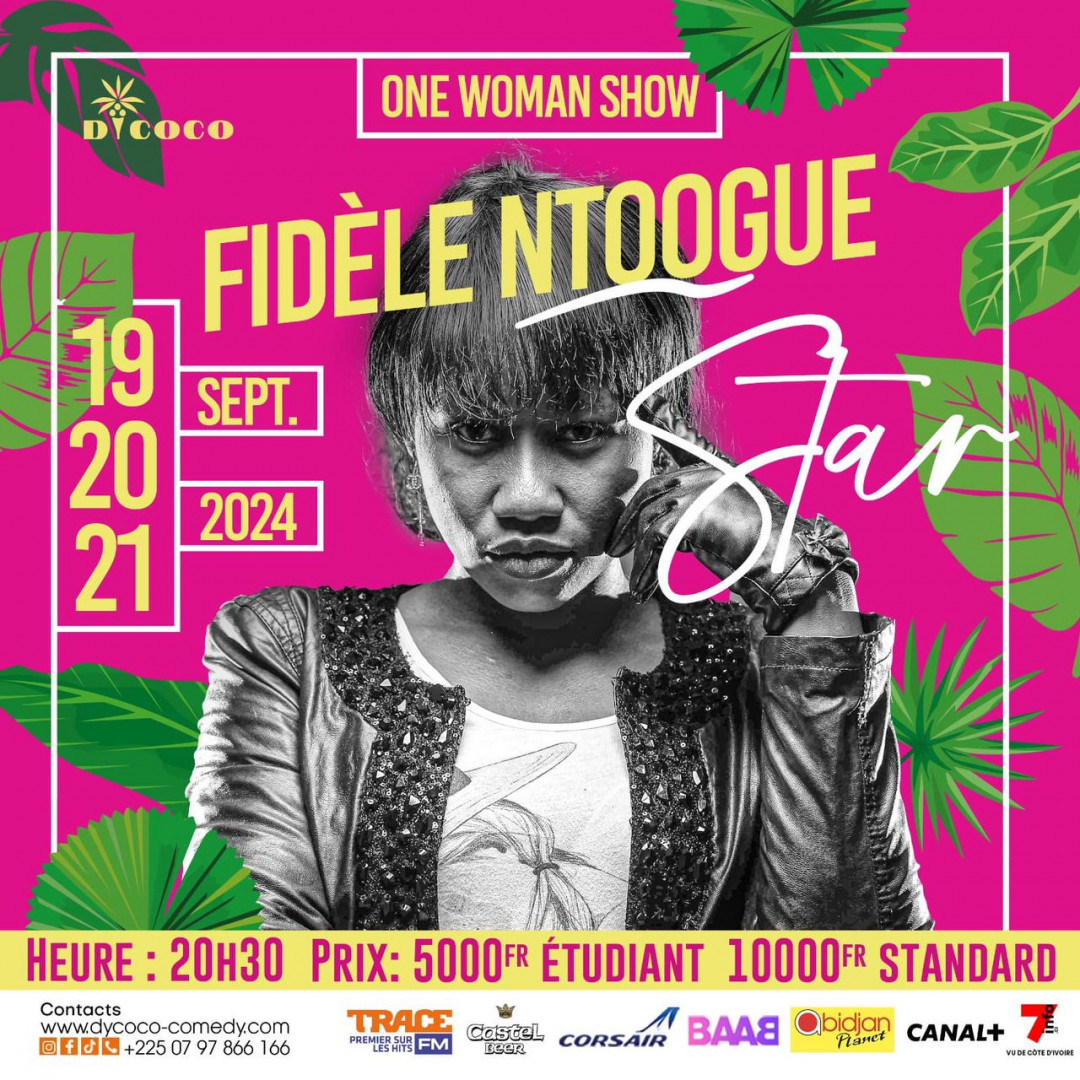 DYCOCO
ONE WOMAN SHOW
FIDÈLE NTOOGUE
Star
19
20
21
SEPT.
2024
HEURE : 20H30 PRIX: 5000FR ÉTUDIANT 10000FR STANDARD
Contacts
www.dycoco-comedy.com
+225 07 97 866 166
TRACE
PREMIER SUR
LES HITS FM
Castel
BEER
CORSAIR
BAAB
abidjan
Planet
CANAL+
7info
VU DE CÔTE D'IVOIRE